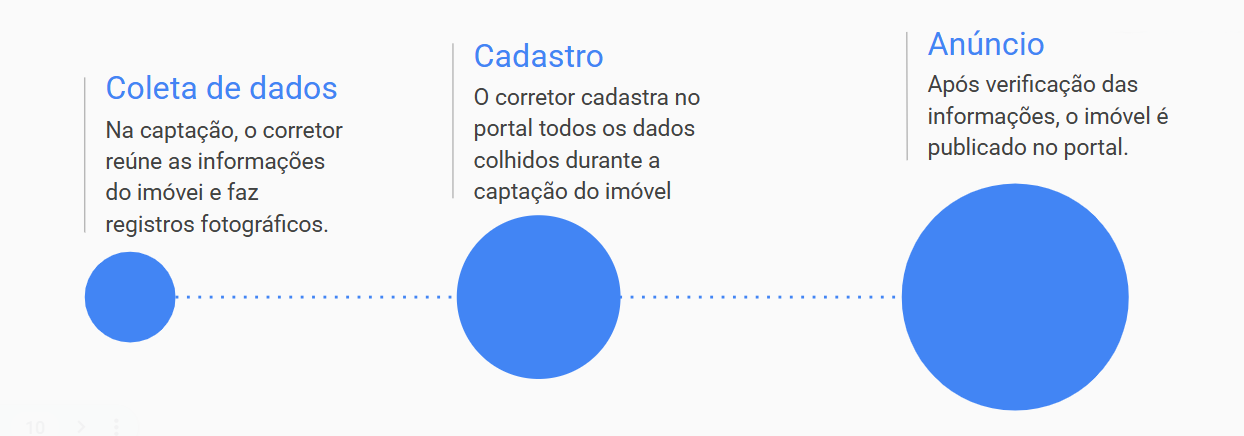 Coleta de dados
Na captação, o corretor
reúne as informações
do imóvei e faz
registros fotográficos.
Cadastro
O corretor cadastra no
portal todos os dados
colhidos durante a
captação do imóvel
Anúncio
Após verificação das
informações, o imóvel é
publicado no portal.
10